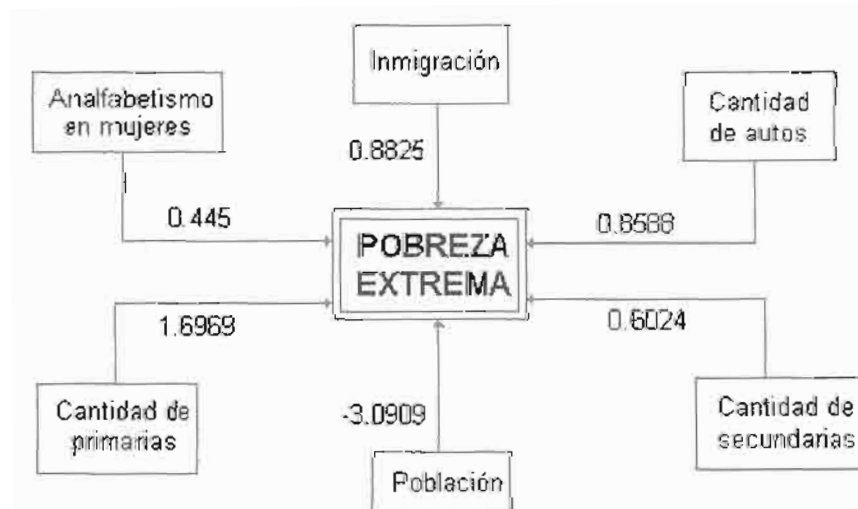 Inmigración
Analfabetismo
en mujeres
Cantidad
de autos
0.8825
0.445
0.8588
POBREZA
EXTREMA
1.6969
0.6024
Cantidad de
primarias
-3.0909
Cantidad de
secundarias
Población